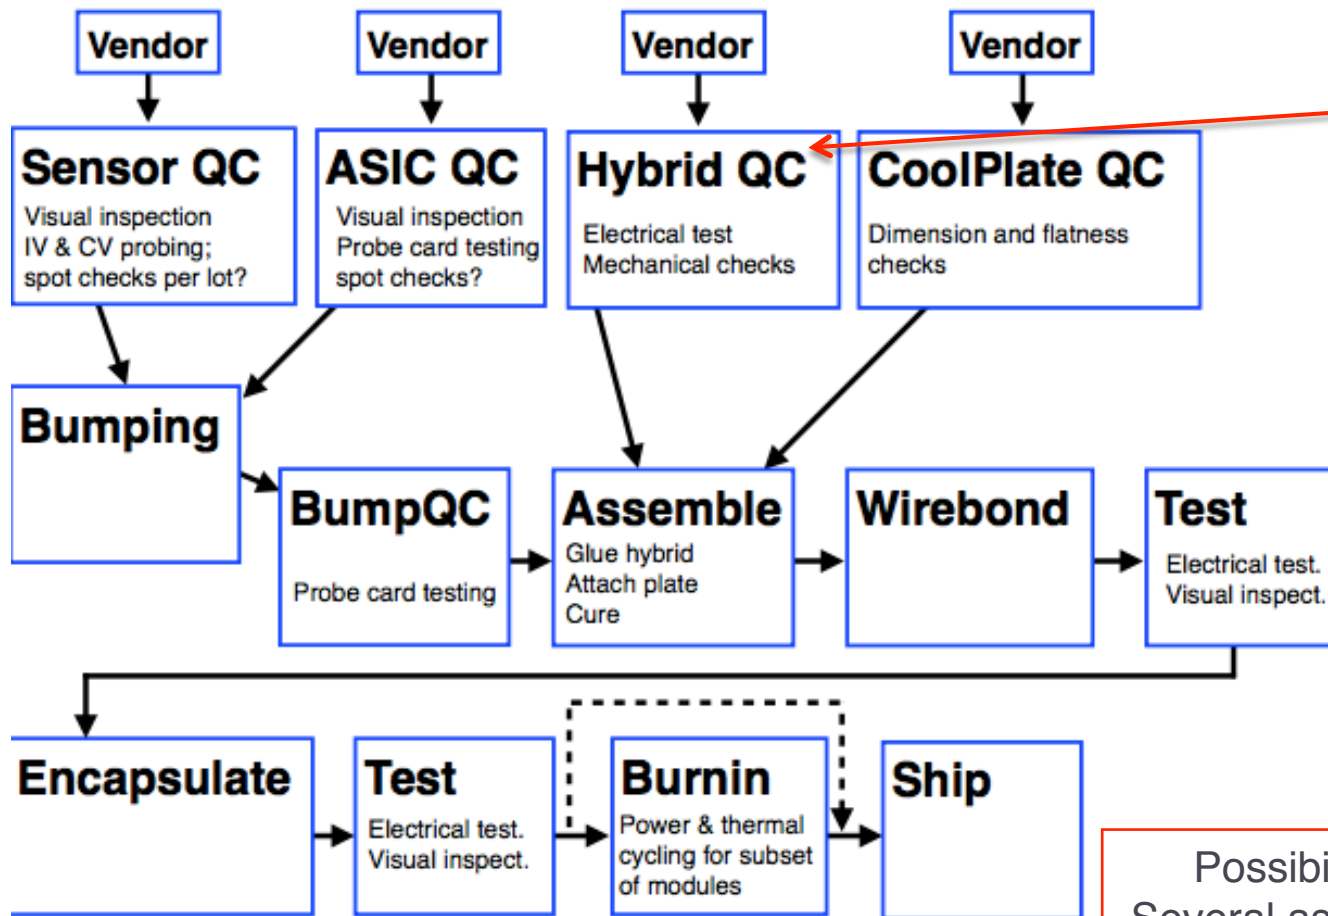 Vendor
Vendor
Vendor
Vendor
Sensor QC
Visual inspection
IV & CV probing;
spot checks per lot?
ASIC QC
Visual inspection
Probe card testing
spot checks?
Hybrid QC
Electrical test
Mechanical checks
CoolPlate QC
Dimension and flatness
checks
Bumping
BumpQC
Probe card testing
Assemble
Glue hybrid
Attach plate
Cure
Wirebond
Test
Electrical test.
Visual inspect.
Encapsulate
Test
Electrical test.
Visual inspect.
Burnin
Power & thermal
cycling for subset
of modules
Ship
Possibi
Several as